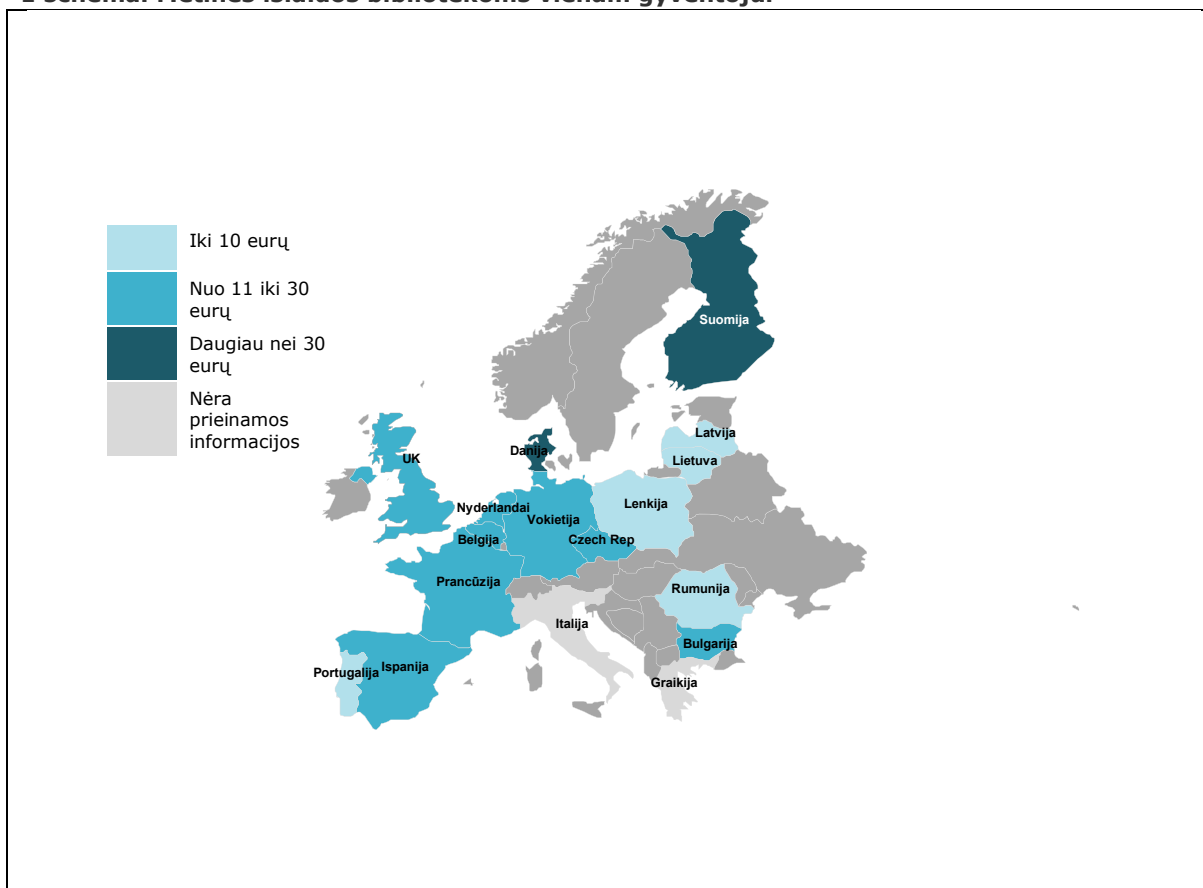 Iki 10 eurų
Nuo 11 iki 30
eurų
Daugiau nei 30
eurų
Nėra
prieinamos
informacijos
Suomija
Latvija
Danija
Lietuva
UK
Lenkija
Nyderlandai
Vokietija
Belgija
Czech Rep
Prancūzija
Rumunija
Italija
Bulgarija
Ispanija
Portugalija
Graikija